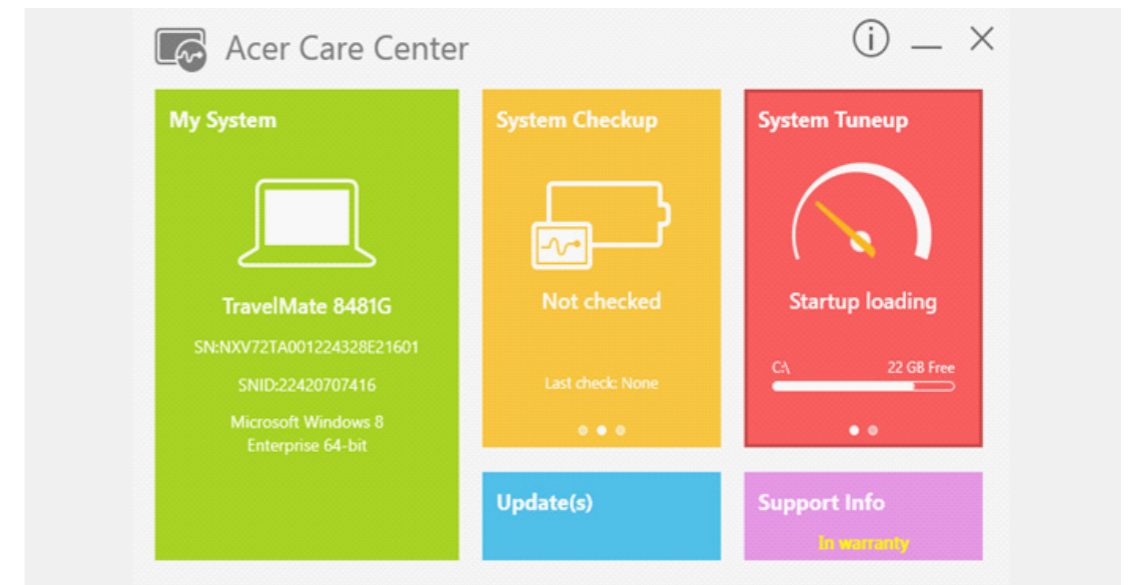 Acer Care Center
My System
TravelMate 8481G
SN:NXV72TA001224328E21601
SNID:22420707416
Microsoft Windows 8
Enterprise 64-bit
System Checkup
Not checked
Last check: None
System Tuneup
Startup loading
C:\ 22 GB Free
Update(s)
Support Info
In warranty